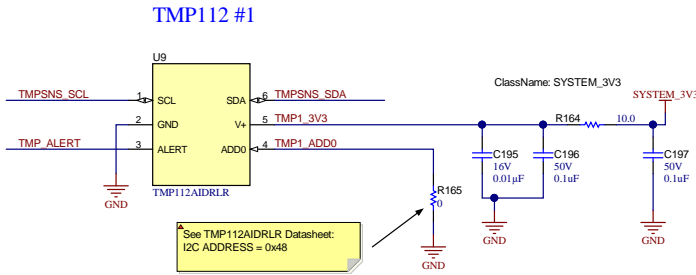 TMP112 #1
U9
TMPSNS_SCL 1 SCL SDA 6 TMPSNS_SDA
2 GND V+ 5 TMP1_3V3
TMP_ALERT 3 ALERT ADD0 4 TMP1_ADD0
TMP112AIDRLR
GND
ClassName: SYSTEM_3V3
SYSTEM_3V3
R164 10.0
C195
16V
0.01µF
C196
50V
0.1uF
C197
50V
0.1uF
GND
GND
R165
0
GND
See TMP112AIDRLR Datasheet:
I2C ADDRESS = 0x48